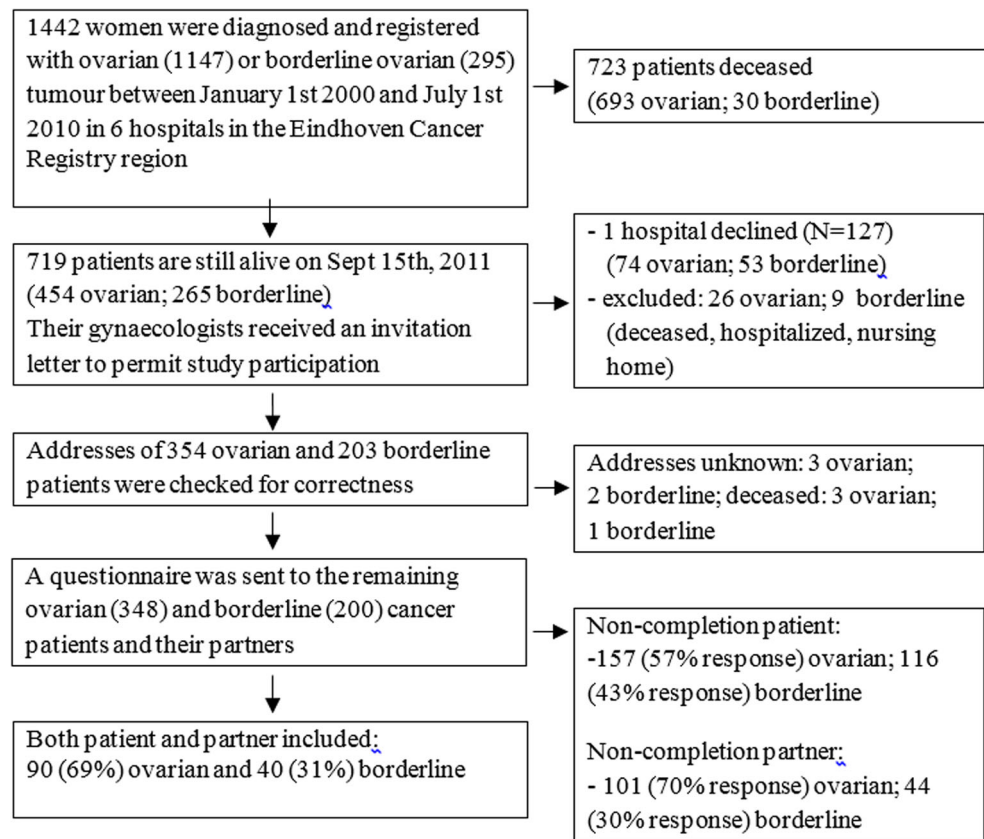 1442 women were diagnosed and registered
with ovarian (1147) or borderline ovarian (295)
tumour between January 1st 2000 and July 1st
2010 in 6 hospitals in the Eindhoven Cancer
Registry region
723 patients deceased
(693 ovarian; 30 borderline)
719 patients are still alive on Sept 15th, 2011
(454 ovarian; 265 borderline)
Their gynaecologists received an invitation
letter to permit study participation
- 1 hospital declined (N=127)
(74 ovarian; 53 borderline)
- excluded: 26 ovarian; 9 borderline
(deceased, hospitalized, nursing
home)
Addresses of 354 ovarian and 203 borderline
patients were checked for correctness
Addresses unknown: 3 ovarian;
2 borderline; deceased: 3 ovarian;
1 borderline
A questionnaire was sent to the remaining
ovarian (348) and borderline (200) cancer
patients and their partners
Non-completion patient:
-157 (57% response) ovarian; 116
(43% response) borderline
Non-completion partner:
- 101 (70% response) ovarian; 44
(30% response) borderline
Both patient and partner included:
90 (69%) ovarian and 40 (31%) borderline